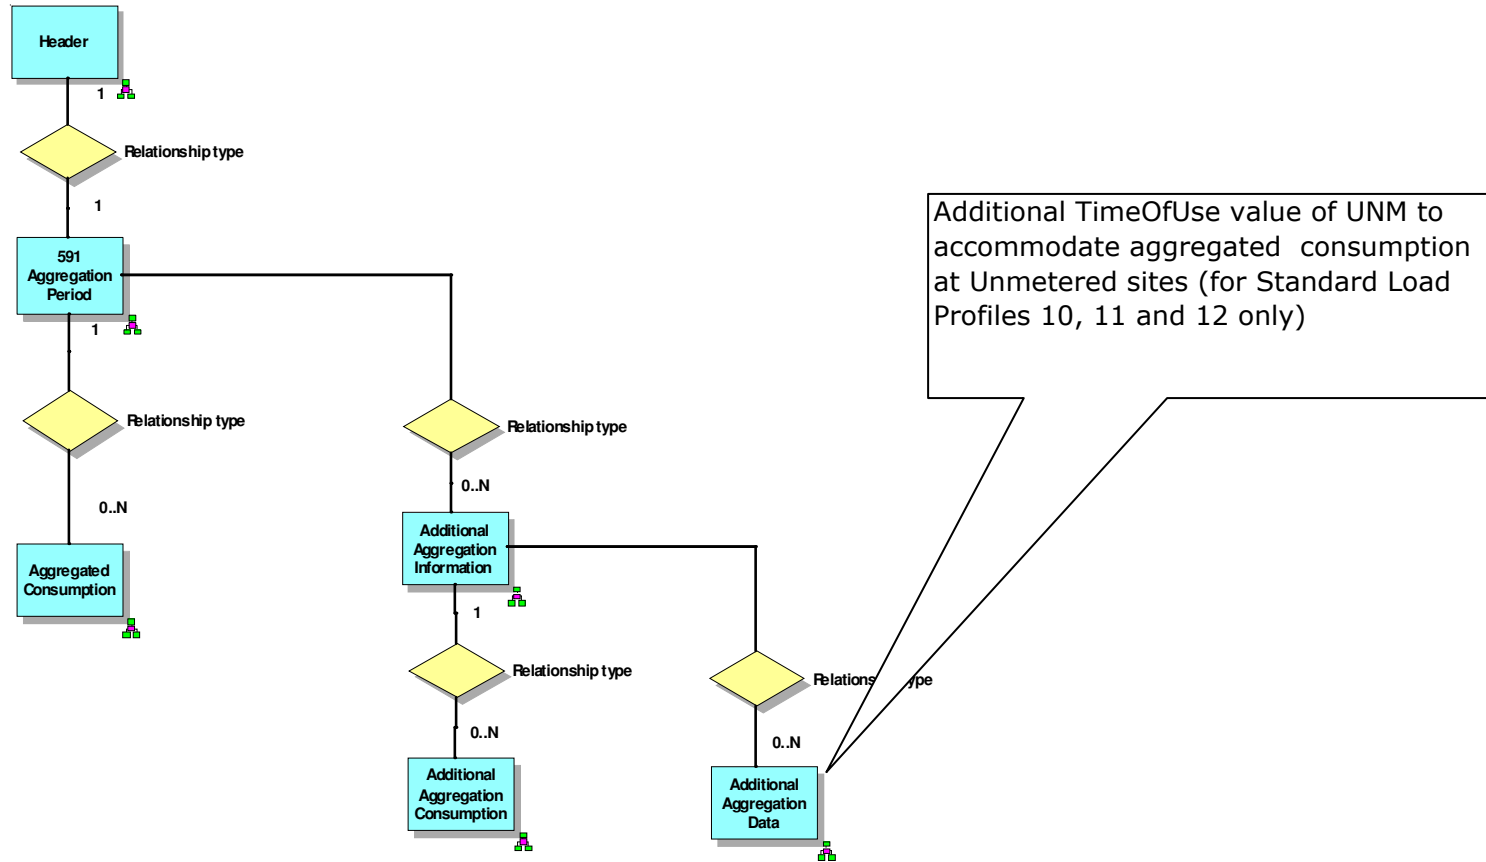 Header
1
Relationship type
1
591
Aggregation
Period
1
Relationship type
0..N
Aggregated
Consumption
Relationship type
0..N
Additional
Aggregation
Information
1
Relationship type
0..N
Additional
Aggregation
Consumption
Relationship type
0..N
Additional
Aggregation
Data
Additional TimeOfUse value of UNM to
accommodate aggregated  consumption
at Unmetered sites (for Standard Load
Profiles 10, 11 and 12 only)